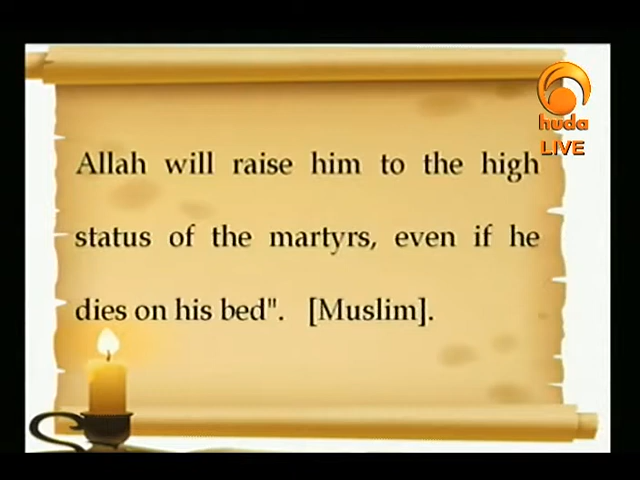 huda
LIVE
Allah will raise him to the high
status of the martyrs, even if he
dies on his bed". [Muslim].